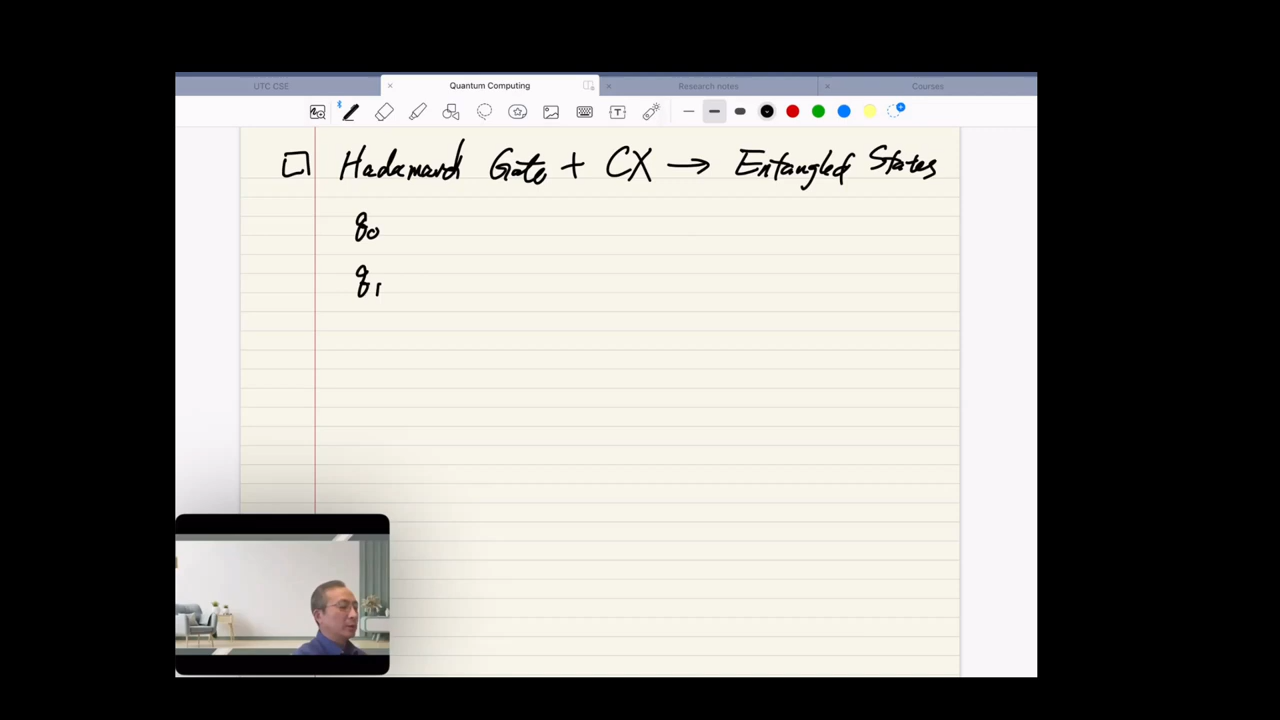 UTC CSE Quantum Computing Research notes Courses
□ Hadamard Gate + CX → Entangled States
q0
q1